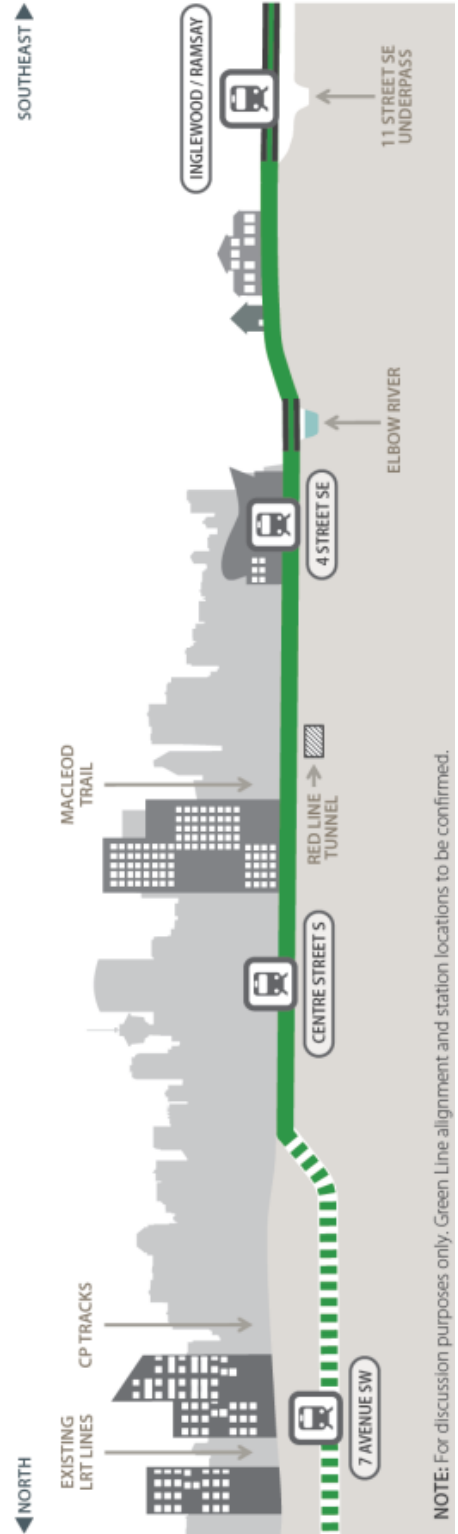 NORTH
SOUTHEAST
EXISTING
LRT LINES
CP TRACKS
MACLEOD
TRAIL
INGLEWOOD / RAMSAY
7 AVENUE SW
CENTRE STREET S
RED LINE
TUNNEL
4 STREET SE
ELBOW RIVER
11 STREET SE
UNDERPASS
NOTE: For discussion purposes only. Green Line alignment and station locations to be confirmed.